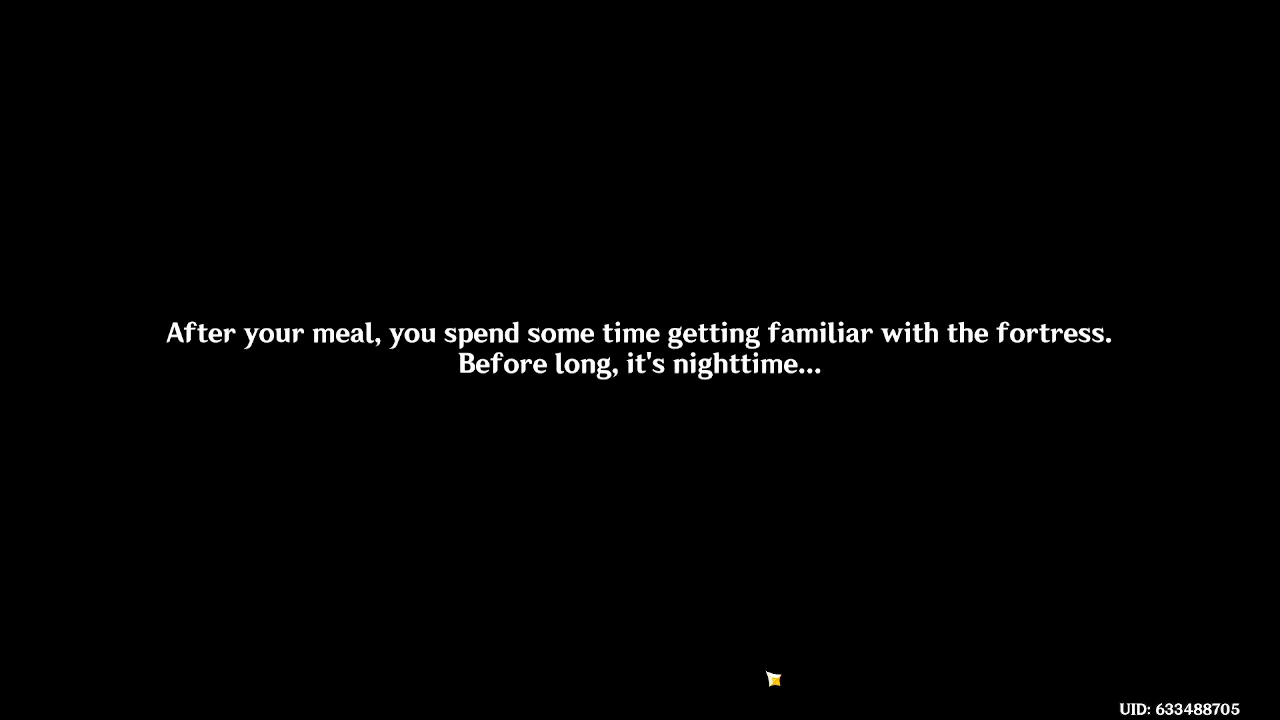 After your meal, you spend some time getting familiar with the fortress.
Before long, it's nighttime...
UID: 633488705